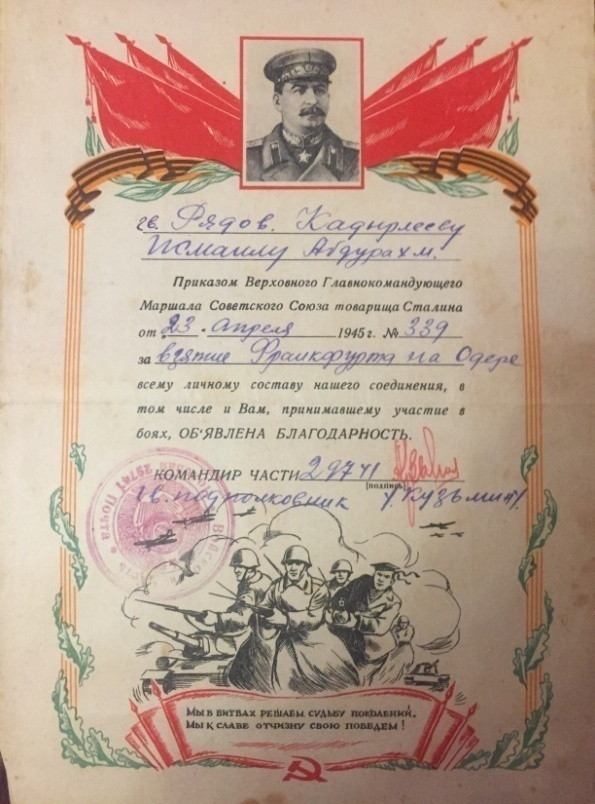 гв. Рядов. Кадырлееву
Исмаилу Абдурахм.
Приказом Верховного Главнокомандующего
Маршала Советского Союза товарища Сталина
от 23 апреля 1945 г. № 339
за взятие Франкфурта на Одере
всему личному составу нашего соединения, в
том числе и Вам, принимавшему участие в
боях, ОБ'ЯВЛЕНА БЛАГОДАРНОСТЬ.
КОМАНДИР ЧАСТИ 29741
(подпись)
гв. подполковник /Кузьмин/.
Почта
МЫ В БИТВАХ РЕШАЕМ СУДЬБУ ПОКОЛЕНИЙ,
МЫ К СЛАВЕ ОТЧИЗНУ СВОЮ ПОВЕДЕМ!